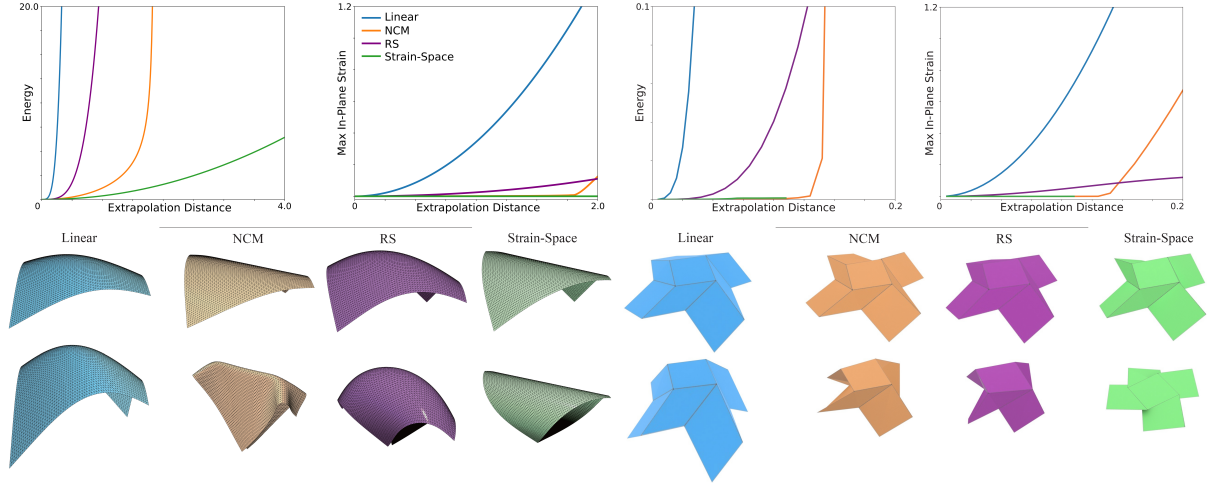 20.0
Energy
0
Extrapolation Distance
4.0
1.2
Max In-Plane Strain
Linear
NCM
RS
Strain-Space
0
Extrapolation Distance
2.0
0.1
Energy
0
Extrapolation Distance
0.2
1.2
Max In-Plane Strain
0
Extrapolation Distance
0.2
Linear
NCM
RS
Strain-Space
Linear
NCM
RS
Strain-Space